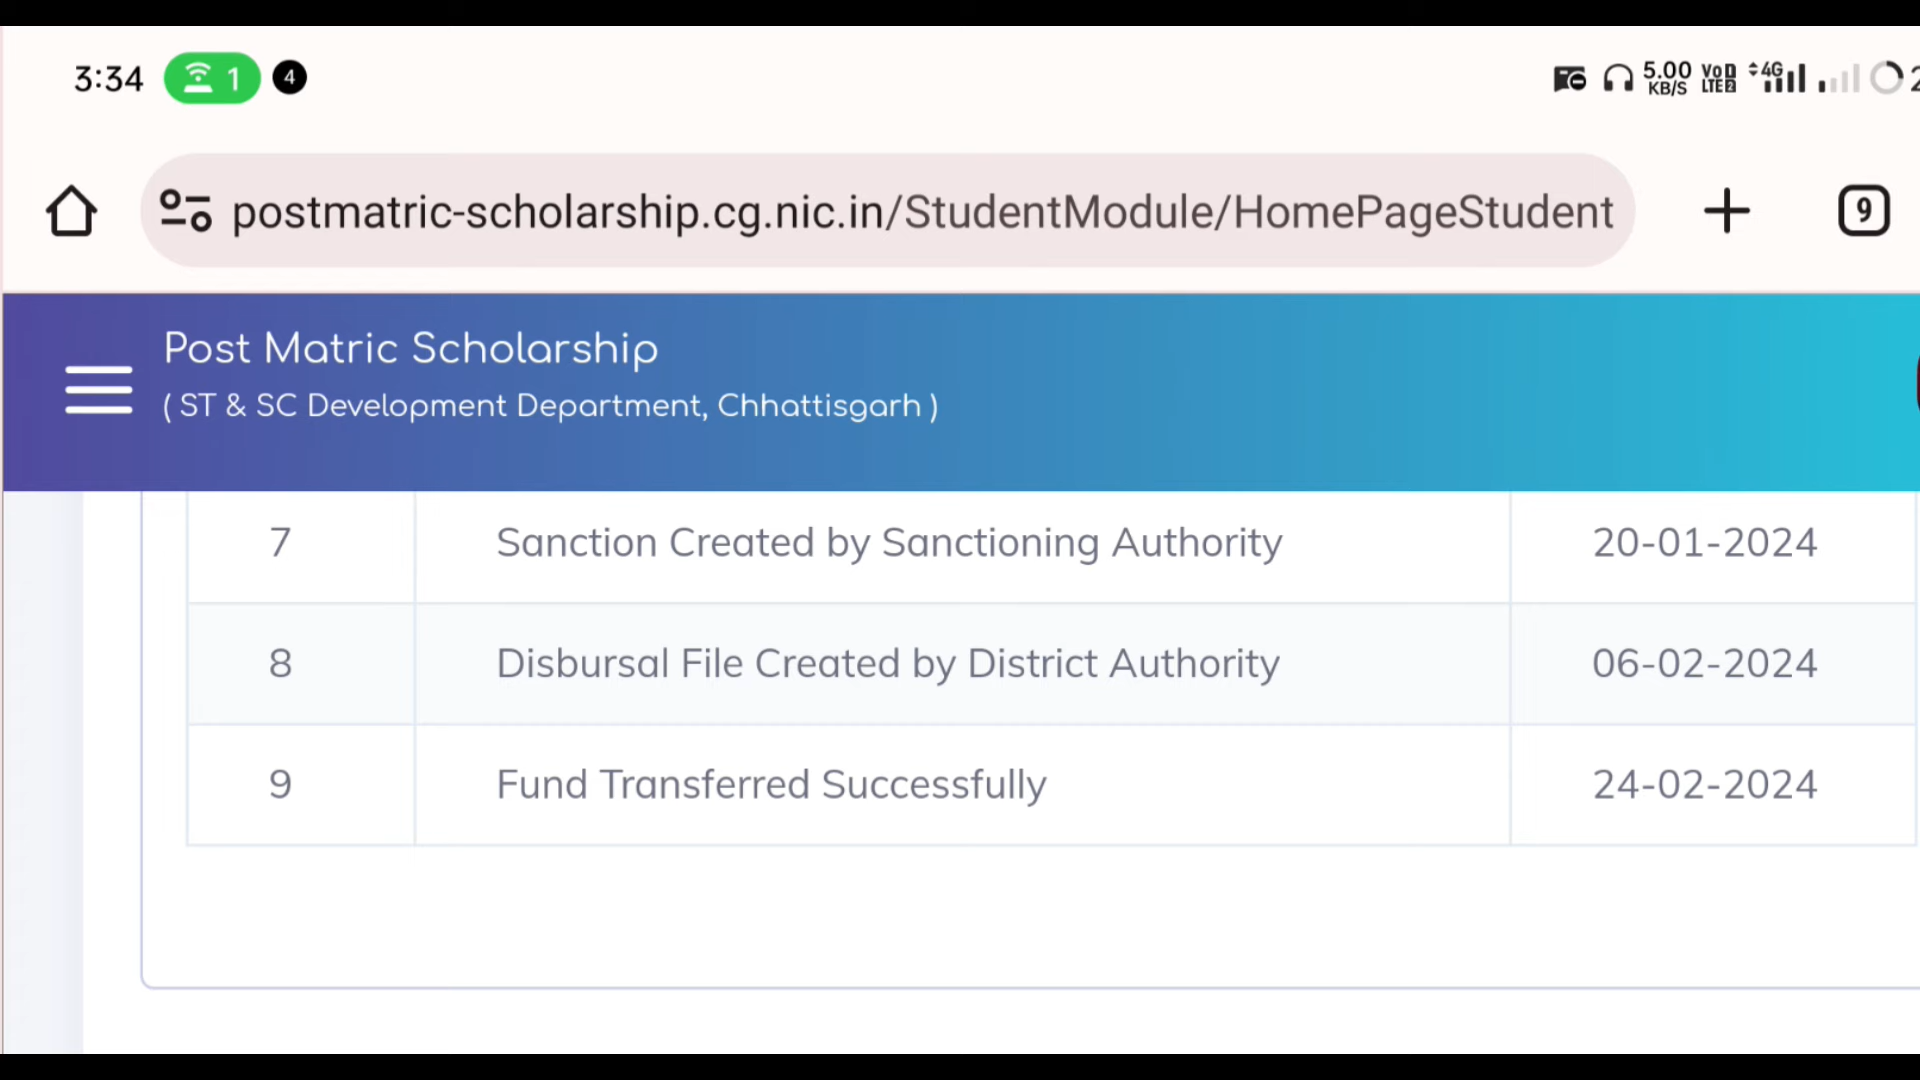 3:34 1 4 5.00 KB/S VoD LTE2 4G
postmatric-scholarship.cg.nic.in/StudentModule/HomePageStudent 9
Post Matric Scholarship
( ST & SC Development Department, Chhattisgarh )
7 Sanction Created by Sanctioning Authority 20-01-2024
8 Disbursal File Created by District Authority 06-02-2024
9 Fund Transferred Successfully 24-02-2024